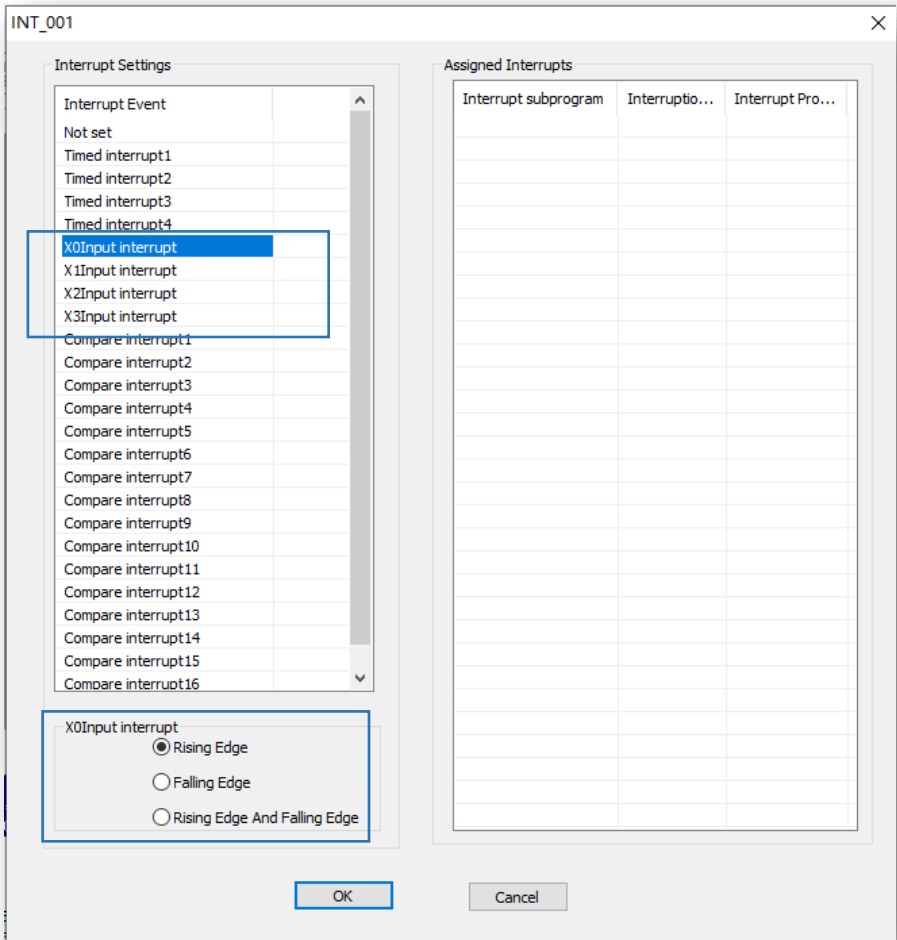 INT_001
Interrupt Settings
Interrupt Event
Not set
Timed interrupt1
Timed interrupt2
Timed interrupt3
Timed interrupt4
X0Input interrupt
X1Input interrupt
X2Input interrupt
X3Input interrupt
Compare interrupt1
Compare interrupt2
Compare interrupt3
Compare interrupt4
Compare interrupt5
Compare interrupt6
Compare interrupt7
Compare interrupt8
Compare interrupt9
Compare interrupt10
Compare interrupt11
Compare interrupt12
Compare interrupt13
Compare interrupt14
Compare interrupt15
Compare interrupt16
X0Input interrupt
Rising Edge
Falling Edge
Rising Edge And Falling Edge
Assigned Interrupts
Interrupt subprogram Interruptio... Interrupt Pro...
OK Cancel